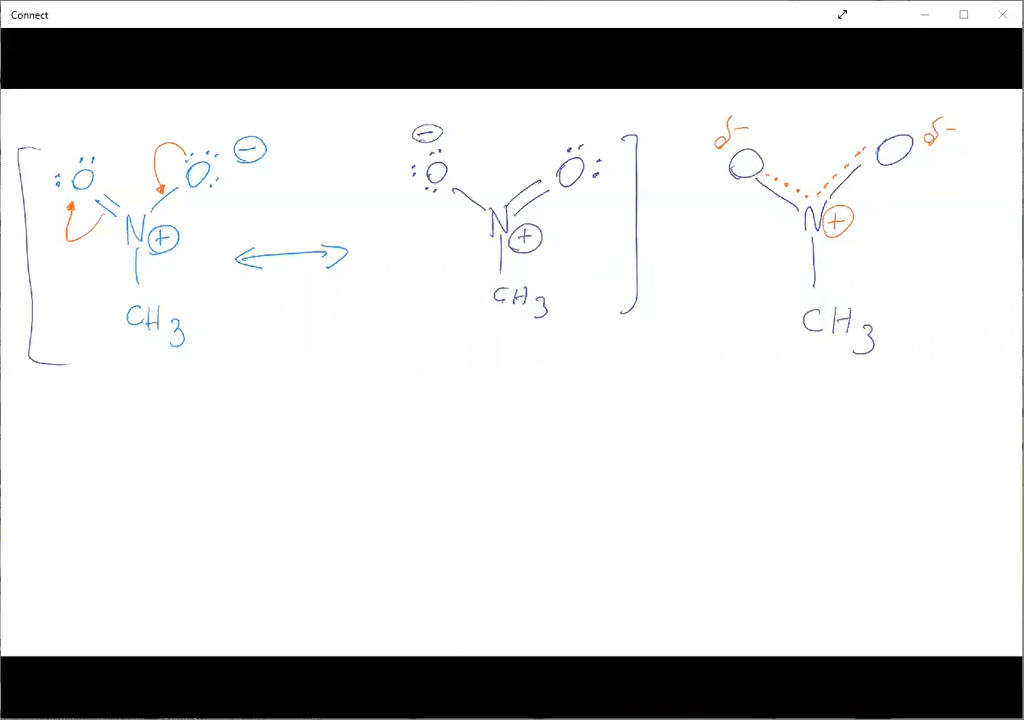 Connect
⊖ ⊖ δ- δ-
O O O O O O
N ⊕ N ⊕ N ⊕
CH3 CH3 CH3